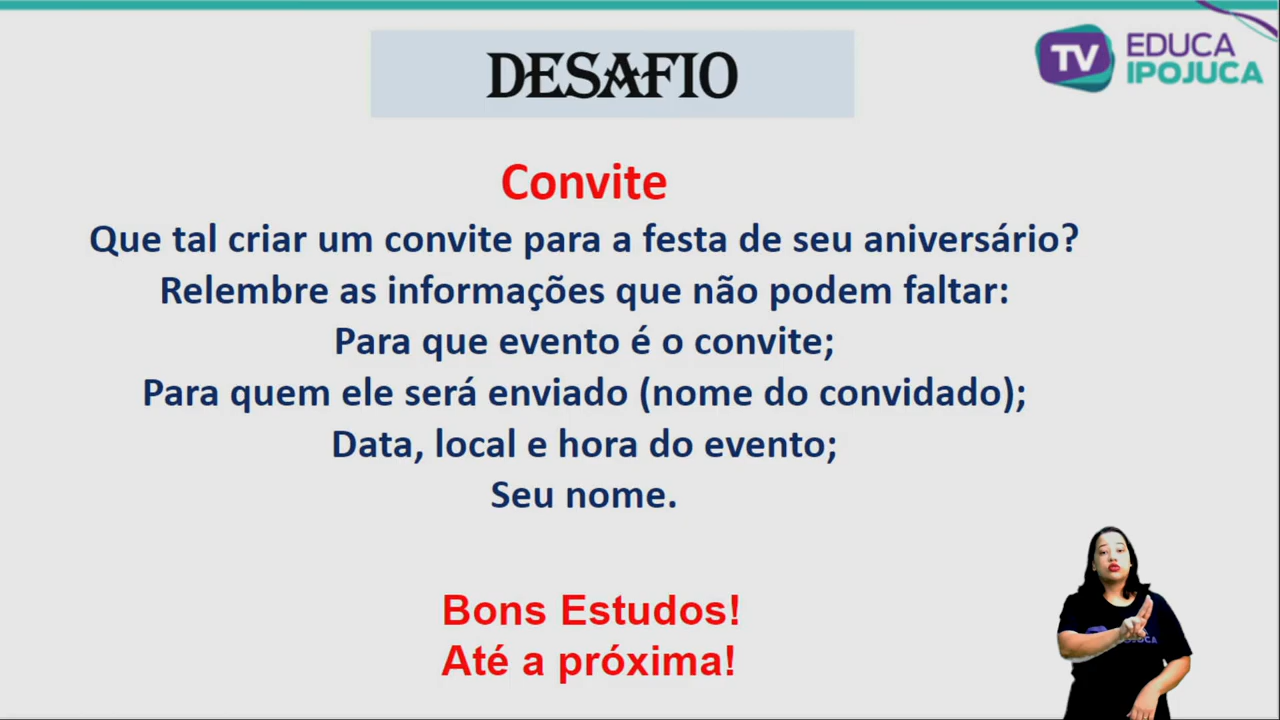 DESAFIO
TV EDUCA
IPOJUCA
Convite
Que tal criar um convite para a festa de seu aniversário?
Relembre as informações que não podem faltar:
Para que evento é o convite;
Para quem ele será enviado (nome do convidado);
Data, local e hora do evento;
Seu nome.
Bons Estudos!
Até a próxima!